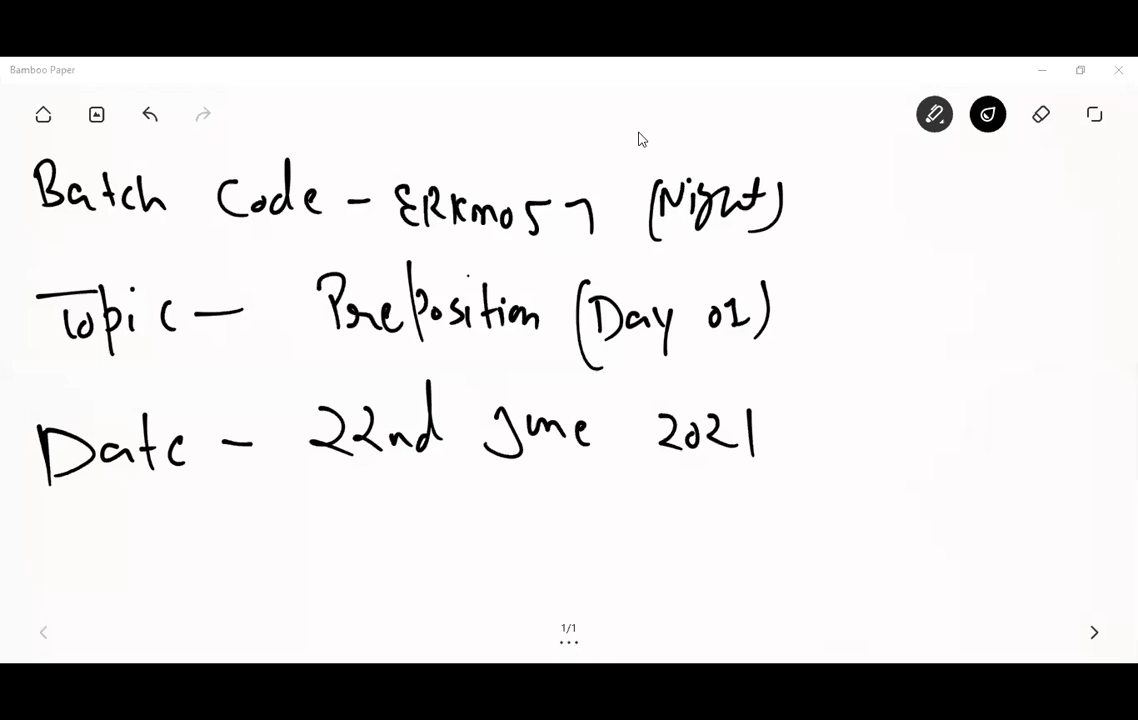 Bamboo Paper
Batch Code - ERKM057 (Night)
Topic - Preposition (Day 01)
Date - 22nd June 2021
1/1